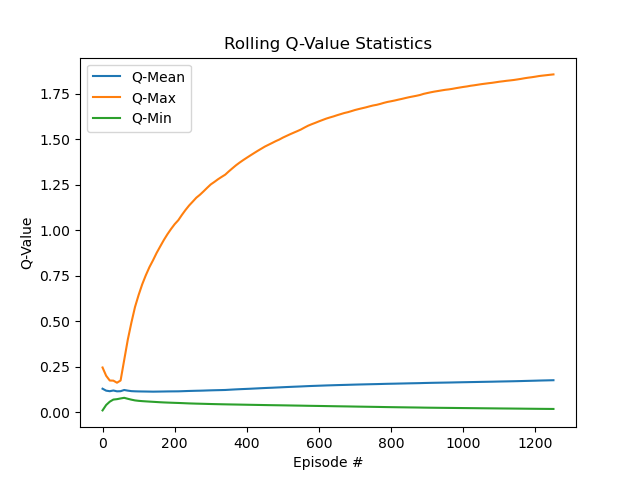 Rolling Q-Value Statistics
Q-Mean
Q-Max
Q-Min
1.75
1.50
1.25
1.00
0.75
0.50
0.25
0.00
Q-Value
0 200 400 600 800 1000 1200
Episode #